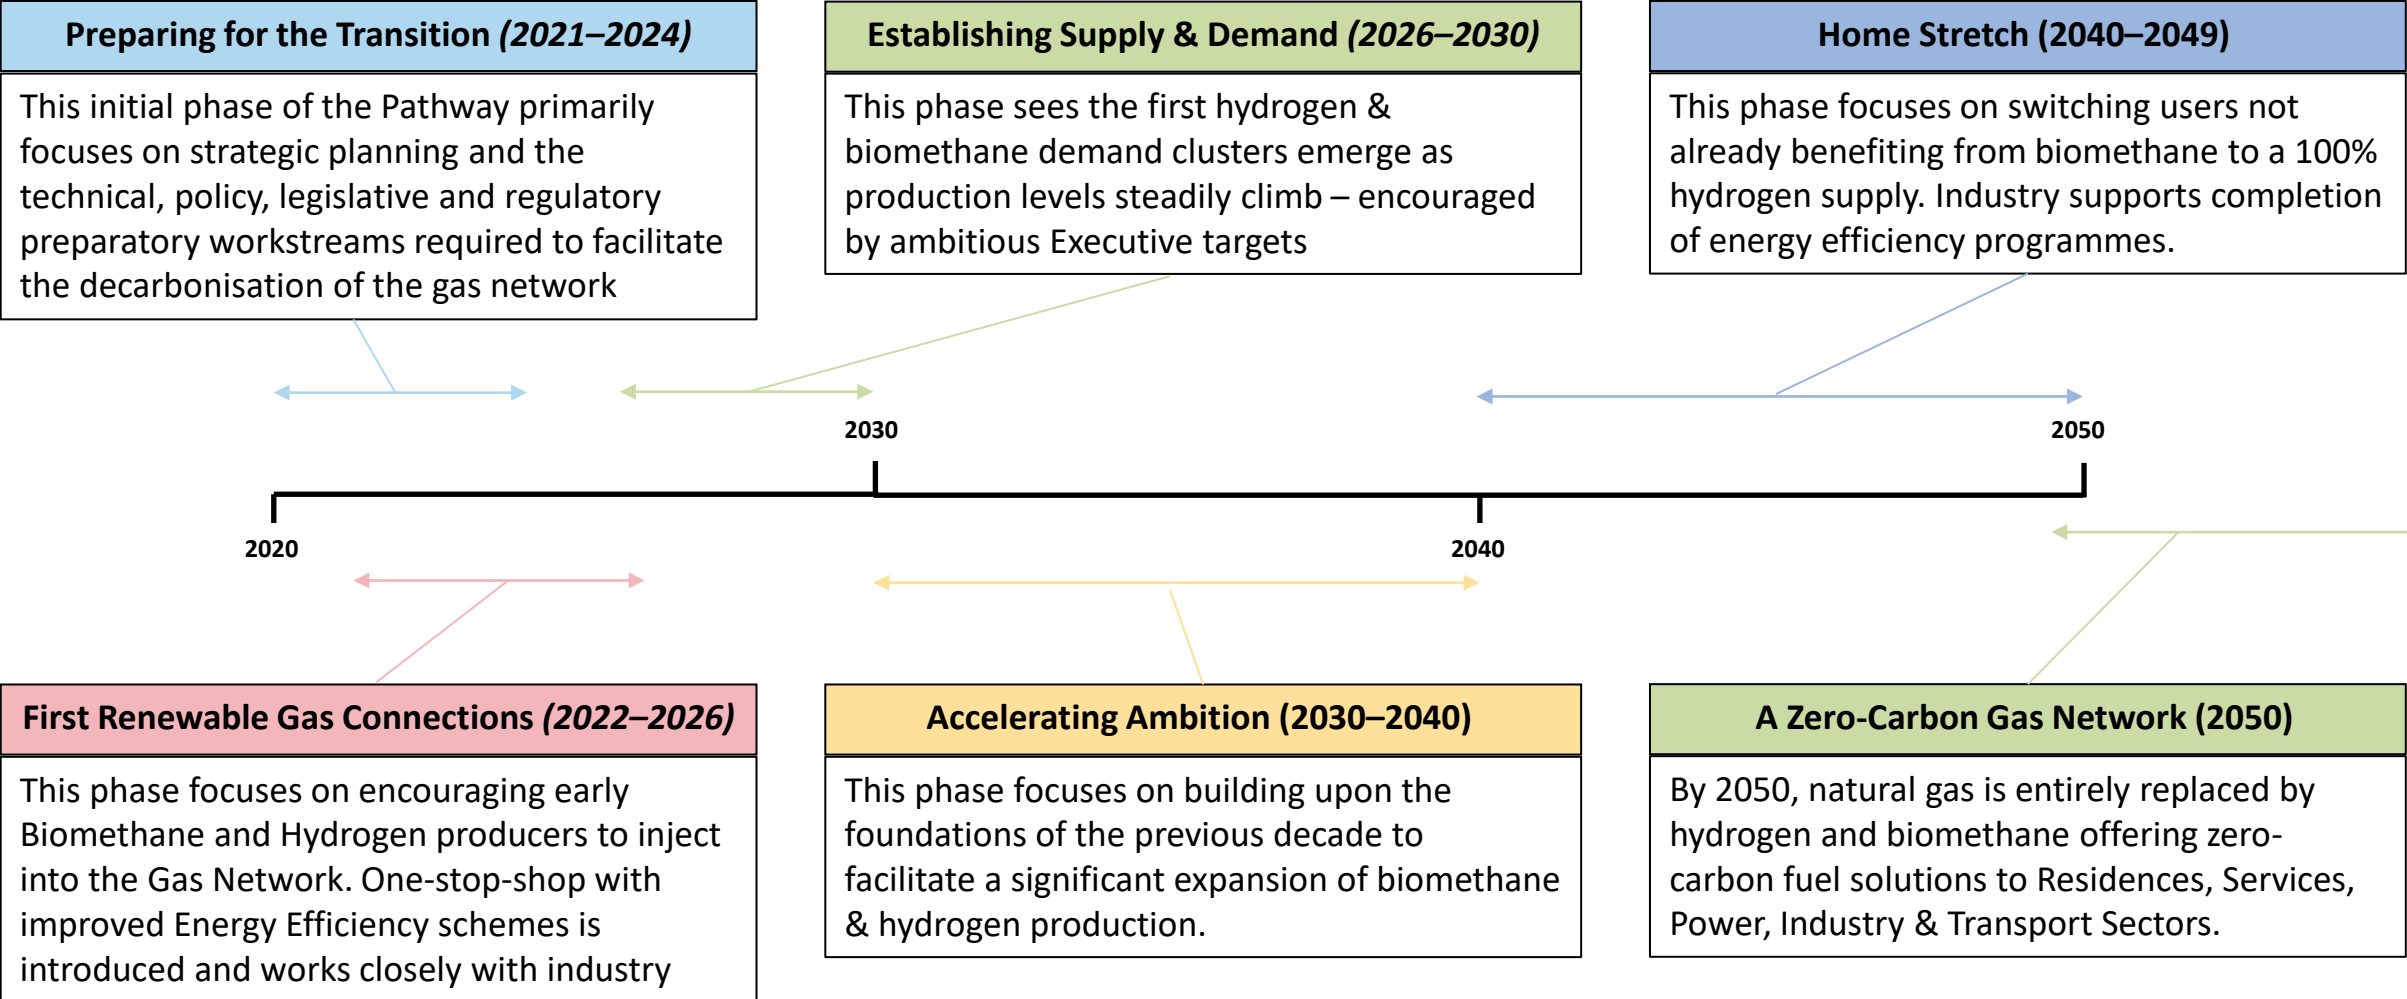 Preparing for the Transition (2021–2024)
This initial phase of the Pathway primarily
focuses on strategic planning and the
technical, policy, legislative and regulatory
preparatory workstreams required to facilitate
the decarbonisation of the gas network
Establishing Supply & Demand (2026–2030)
This phase sees the first hydrogen &
biomethane demand clusters emerge as
production levels steadily climb – encouraged
by ambitious Executive targets
Home Stretch (2040–2049)
This phase focuses on switching users not
already benefiting from biomethane to a 100%
hydrogen supply. Industry supports completion
of energy efficiency programmes.
2030
2050
2020
2040
First Renewable Gas Connections (2022–2026)
This phase focuses on encouraging early
Biomethane and Hydrogen producers to inject
into the Gas Network. One-stop-shop with
improved Energy Efficiency schemes is
introduced and works closely with industry
Accelerating Ambition (2030–2040)
This phase focuses on building upon the
foundations of the previous decade to
facilitate a significant expansion of biomethane
& hydrogen production.
A Zero-Carbon Gas Network (2050)
By 2050, natural gas is entirely replaced by
hydrogen and biomethane offering zero-
carbon fuel solutions to Residences, Services,
Power, Industry & Transport Sectors.